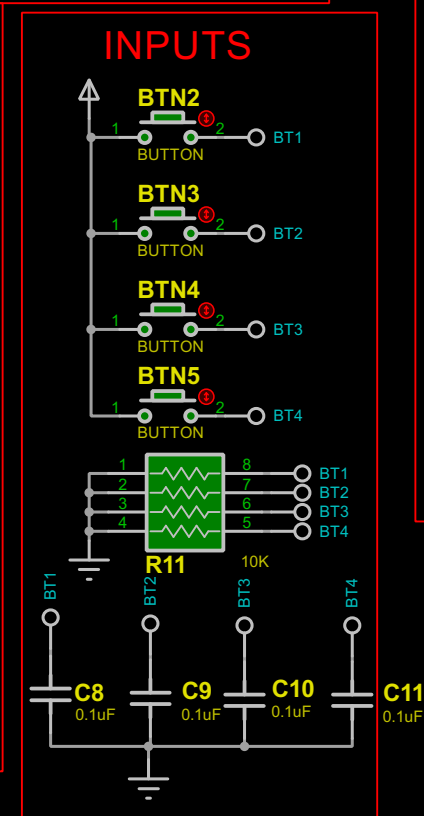 INPUTS
BTN2
1 2 BT1
BUTTON
BTN3
1 2 BT2
BUTTON
BTN4
1 2 BT3
BUTTON
BTN5
1 2 BT4
BUTTON
1 8 BT1
2 7 BT2
3 6 BT3
4 5 BT4
R11 10K
BT1 BT2 BT3 BT4
C8 C9 C10 C11
0.1uF 0.1uF 0.1uF 0.1uF